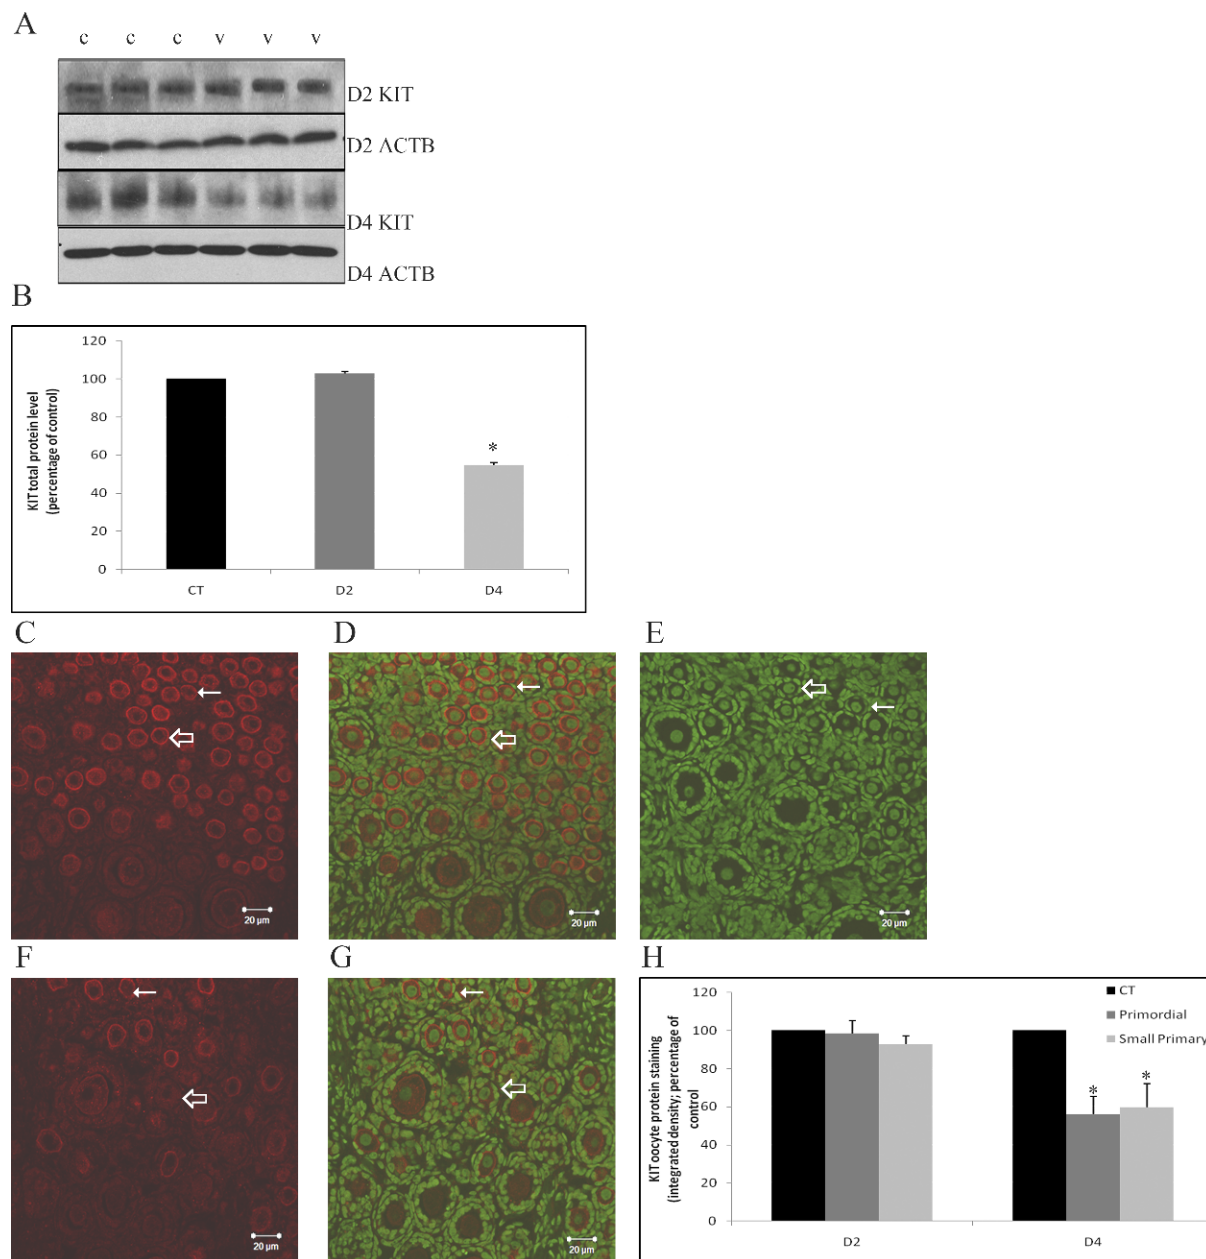 A
c c c v v v
D2 KIT
D2 ACTB
D4 KIT
D4 ACTB
B
KIT total protein level
(percentage of control)
120
100
80
60
40
20
0
*
CT D2 D4
C D E
20 µm 20 µm 20 µm
F G H
20 µm 20 µm
KIT oocyte protein staining
(integrated density; percentage of
control)
120
100
80
60
40
20
0
CT
Primordial
Small Primary
* *
D2 D4